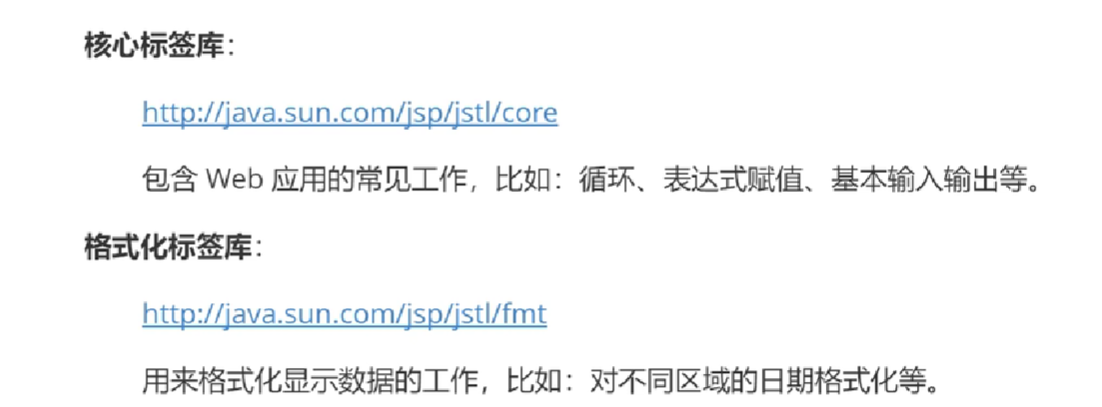 核心标签库：
http://java.sun.com/jsp/jstl/core
包含 Web 应用的常见工作，比如：循环、表达式赋值、基本输入输出等。
格式化标签库：
http://java.sun.com/jsp/jstl/fmt
用来格式化显示数据的工作，比如：对不同区域的日期格式化等。